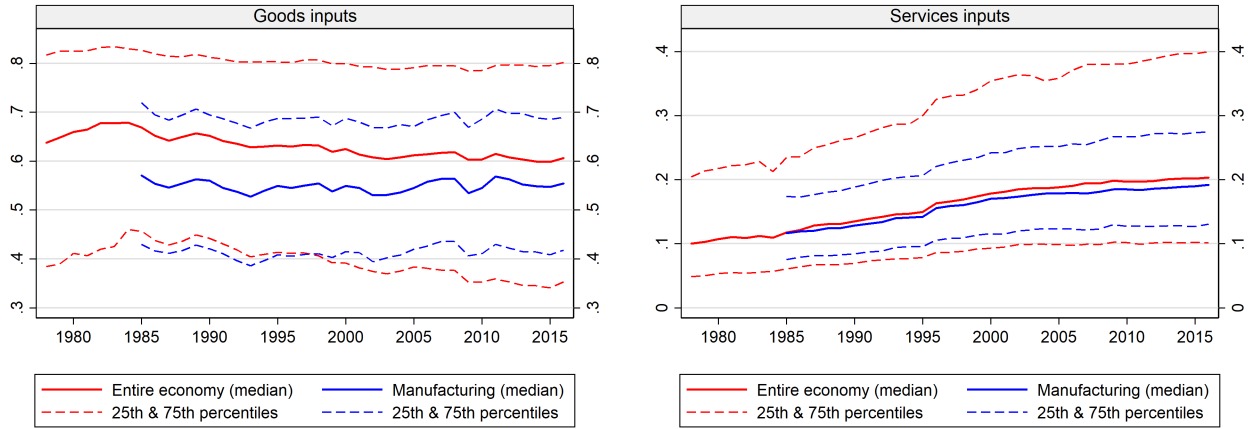 Goods inputs
.8
.7
.6
.5
.4
.3
.8
.7
.6
.5
.4
.3
1980 1985 1990 1995 2000 2005 2010 2015
Entire economy (median) Manufacturing (median)
25th & 75th percentiles 25th & 75th percentiles
Services inputs
.4
.3
.2
.1
0
.4
.3
.2
.1
0
1980 1985 1990 1995 2000 2005 2010 2015
Entire economy (median) Manufacturing (median)
25th & 75th percentiles 25th & 75th percentiles